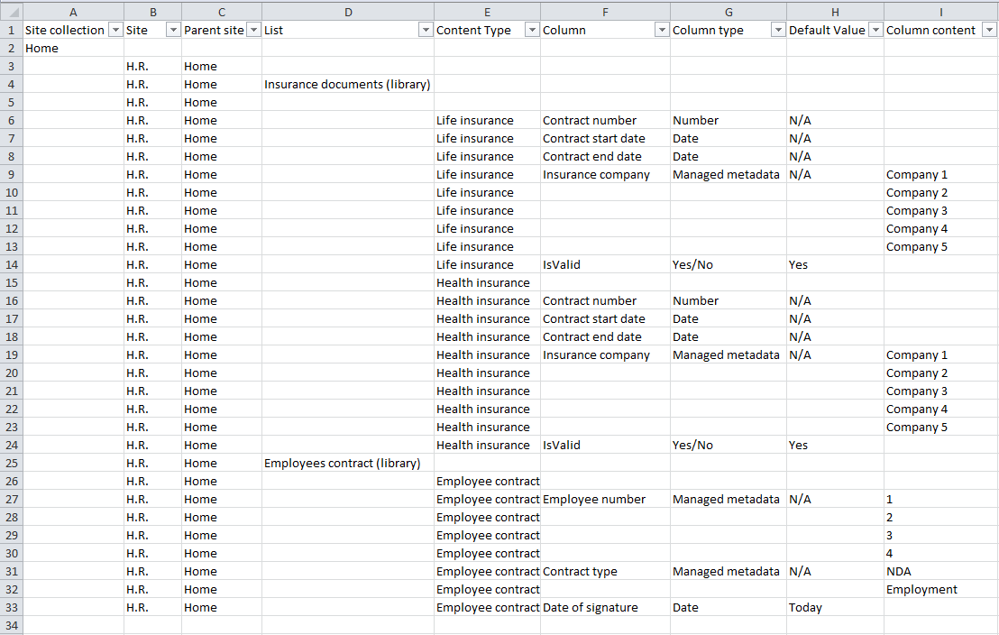 A B C D E F G H I
1 Site collection Site Parent site List Content Type Column Column type Default Value Column content
2 Home
3 H.R. Home
4 H.R. Home Insurance documents (library)
5 H.R. Home
6 H.R. Home Life insurance Contract number Number N/A
7 H.R. Home Life insurance Contract start date Date N/A
8 H.R. Home Life insurance Contract end date Date N/A
9 H.R. Home Life insurance Insurance company Managed metadata N/A Company 1
10 H.R. Home Life insurance Company 2
11 H.R. Home Life insurance Company 3
12 H.R. Home Life insurance Company 4
13 H.R. Home Life insurance Company 5
14 H.R. Home Life insurance IsValid Yes/No Yes
15 H.R. Home Health insurance
16 H.R. Home Health insurance Contract number Number N/A
17 H.R. Home Health insurance Contract start date Date N/A
18 H.R. Home Health insurance Contract end date Date N/A
19 H.R. Home Health insurance Insurance company Managed metadata N/A Company 1
20 H.R. Home Health insurance Company 2
21 H.R. Home Health insurance Company 3
22 H.R. Home Health insurance Company 4
23 H.R. Home Health insurance Company 5
24 H.R. Home Health insurance IsValid Yes/No Yes
25 H.R. Home Employees contract (library)
26 H.R. Home Employee contract
27 H.R. Home Employee contract Employee number Managed metadata N/A 1
28 H.R. Home Employee contract 2
29 H.R. Home Employee contract 3
30 H.R. Home Employee contract 4
31 H.R. Home Employee contract Contract type Managed metadata N/A NDA
32 H.R. Home Employee contract Employment
33 H.R. Home Employee contract Date of signature Date Today
34